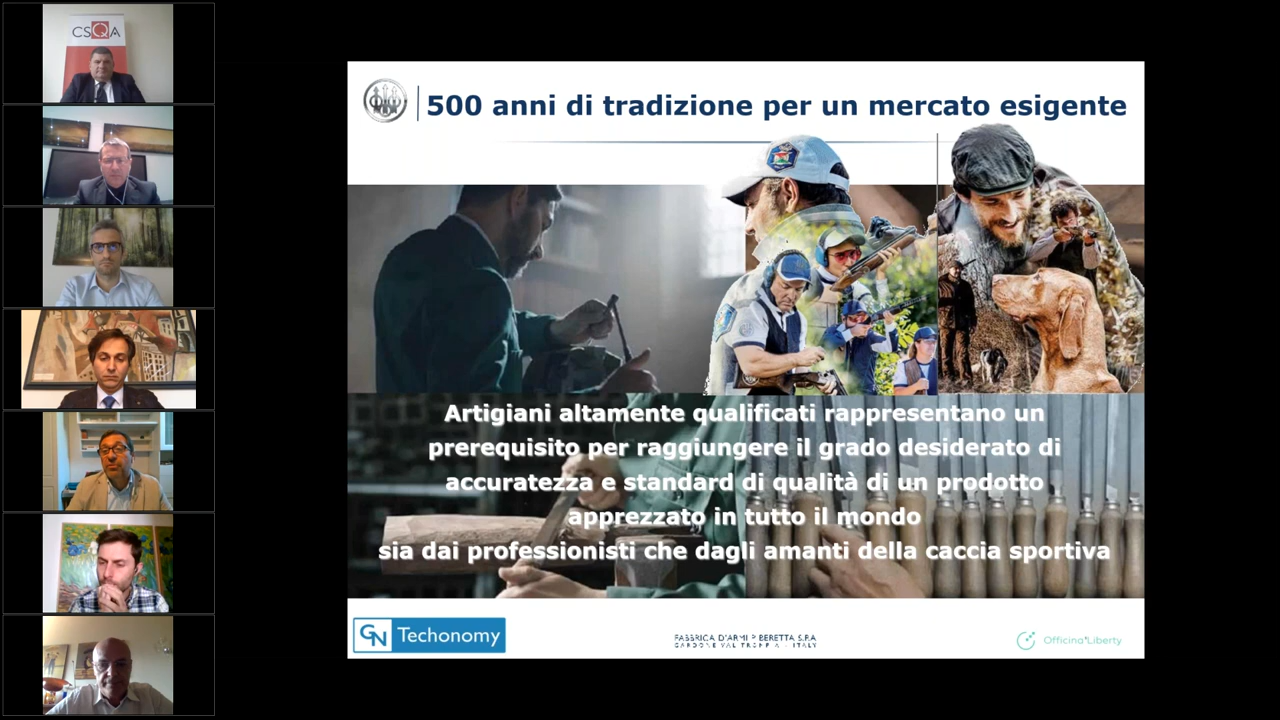 CSQA
500 anni di tradizione per un mercato esigente
Artigiani altamente qualificati rappresentano un
prerequisito per raggiungere il grado desiderato di
accuratezza e standard di qualità di un prodotto
apprezzato in tutto il mondo
sia dai professionisti che dagli amanti della caccia sportiva
GN Techonomy
FABBRICA D'ARMI P BERETTA S.P.A
GARDONE VAL TROMPIA - ITALY
Officina*Liberty